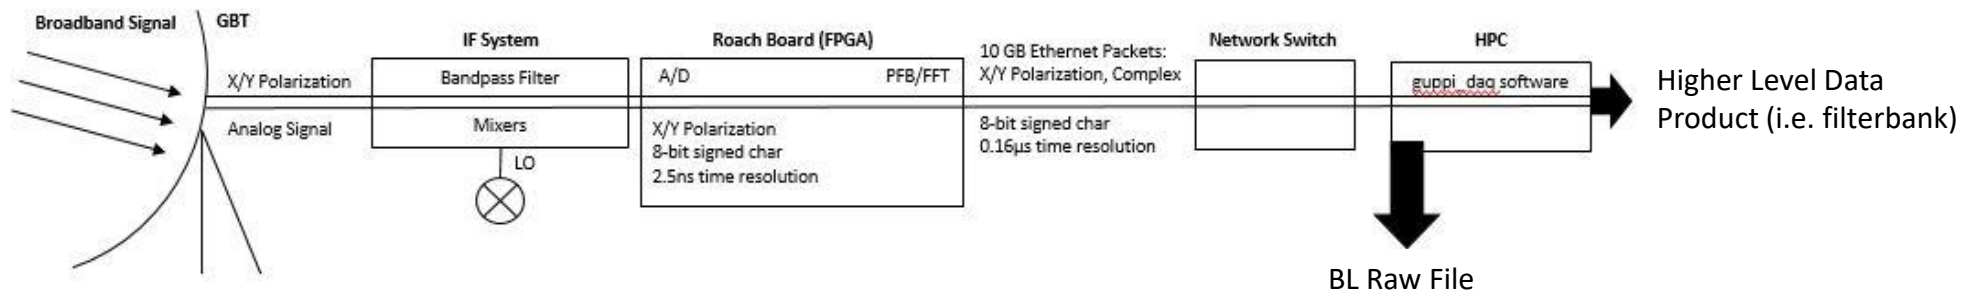 Broadband Signal
GBT
X/Y Polarization
Analog Signal
IF System
Bandpass Filter
Mixers
LO
Roach Board (FPGA)
A/D
PFB/FFT
X/Y Polarization
8-bit signed char
2.5ns time resolution
10 GB Ethernet Packets:
X/Y Polarization, Complex
8-bit signed char
0.16µs time resolution
Network Switch
HPC
guppi_daq software
Higher Level Data
Product (i.e. filterbank)
BL Raw File